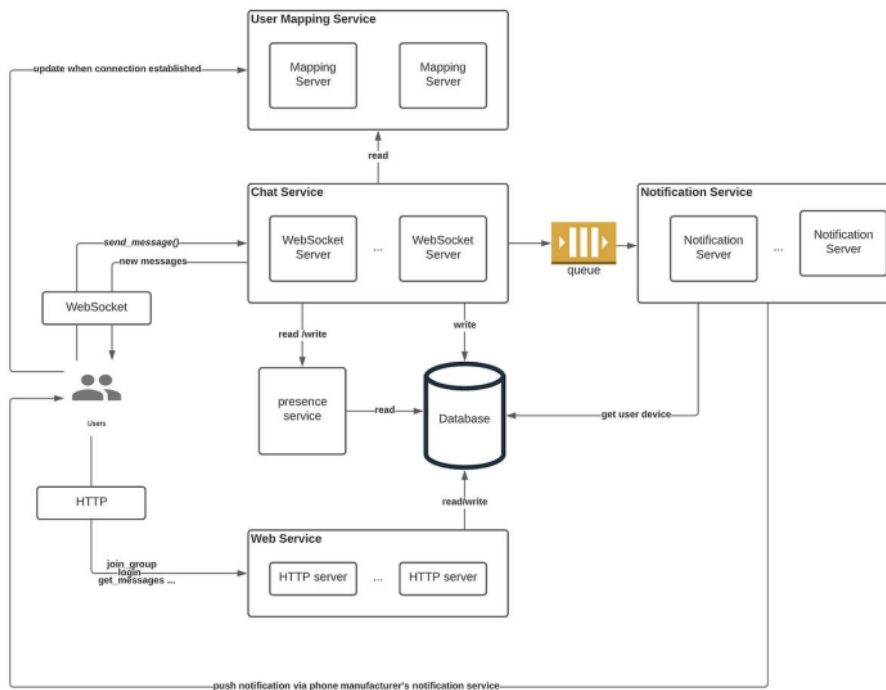 User Mapping Service
Mapping
Server
Mapping
Server
update when connection established
read
Chat Service
WebSocket
Server
...
WebSocket
Server
send_message()
new messages
WebSocket
queue
Notification Service
Notification
Server
...
Notification
Server
read /write
write
presence
service
read
Database
get user device
Users
HTTP
read/write
Web Service
HTTP server
...
HTTP server
join_group
login
get_messages ...
push notification via phone manufacturer's notification service